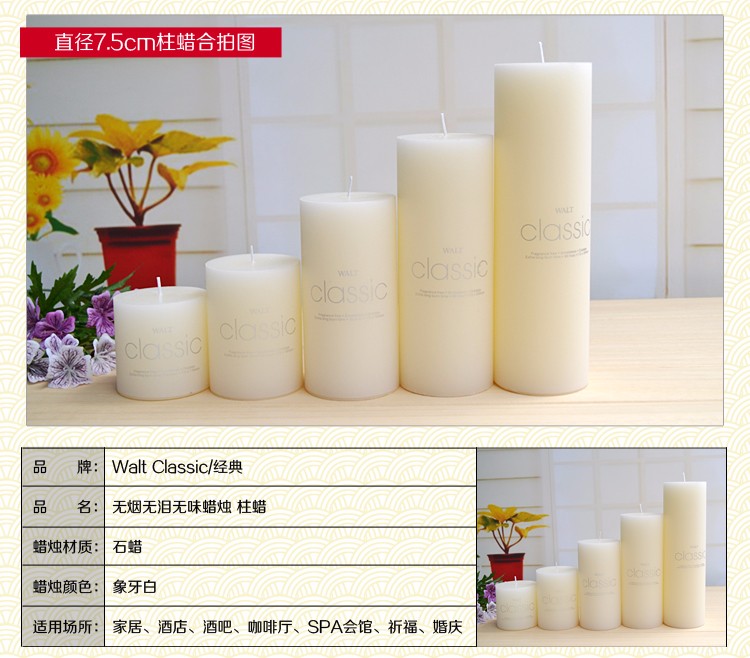 直径7.5cm柱蜡合拍图
WALT
classic
WALT
classic
WALT
classic
WALT
classic
WALT
classic
品 牌： Walt Classic/经典
品 名： 无烟无泪无味蜡烛 柱蜡
蜡烛材质： 石蜡
蜡烛颜色： 象牙白
适用场所： 家居、酒店、酒吧、咖啡厅、SPA会馆、祈福、婚庆
classic
classic
classic